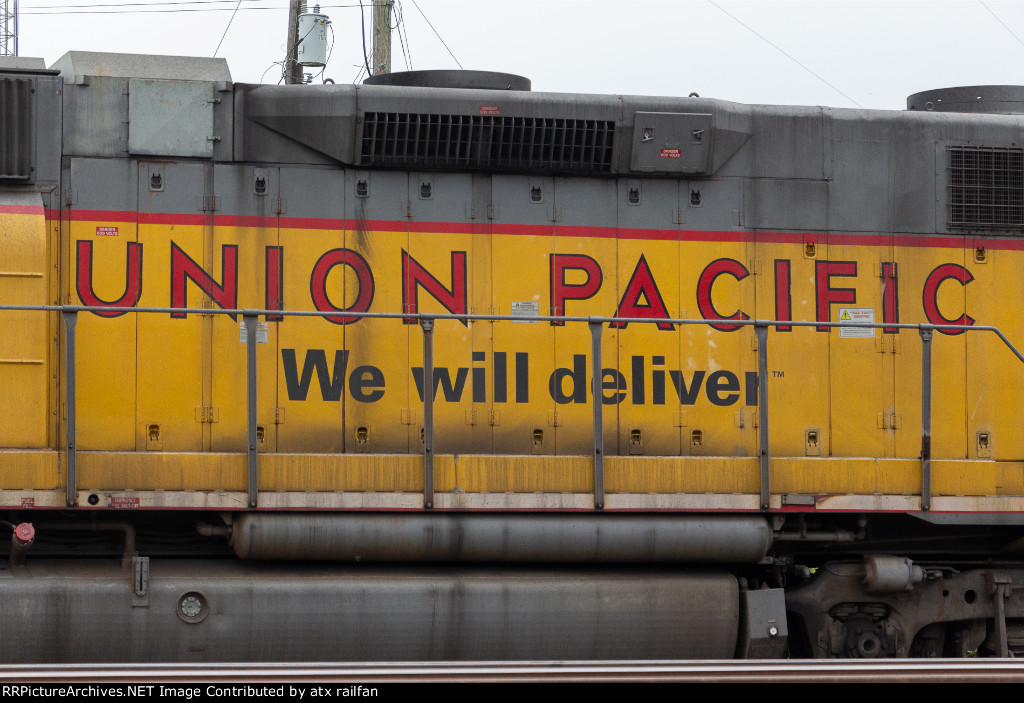 UNION PACIFIC
We will deliver™
RRPictureArchives.NET Image Contributed by atx railfan